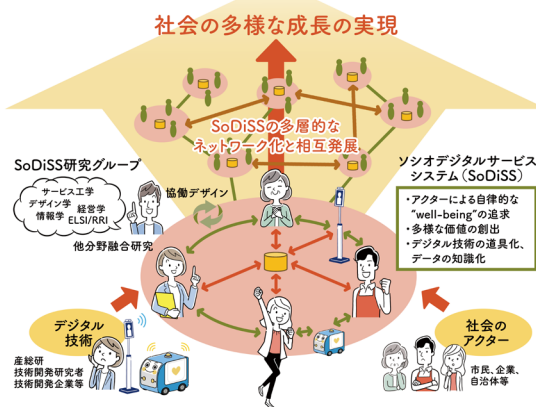 社会の多様な成長の実現
SoDiSSの多層的な
ネットワーク化と相互発展
SoDiSS研究グループ
サービス工学
デザイン学
情報学
経営学
ELSI/RRI
他分野融合研究
協働デザイン
ソシオデジタルサービス
システム(SoDiSS)
・アクターによる自律的な
"well-being"の追求
・多様な価値の創出
・デジタル技術の道具化、
データの知識化
デジタル
技術
産総研
技術開発研究者
技術開発企業等
社会の
アクター
市民、企業、
自治体等